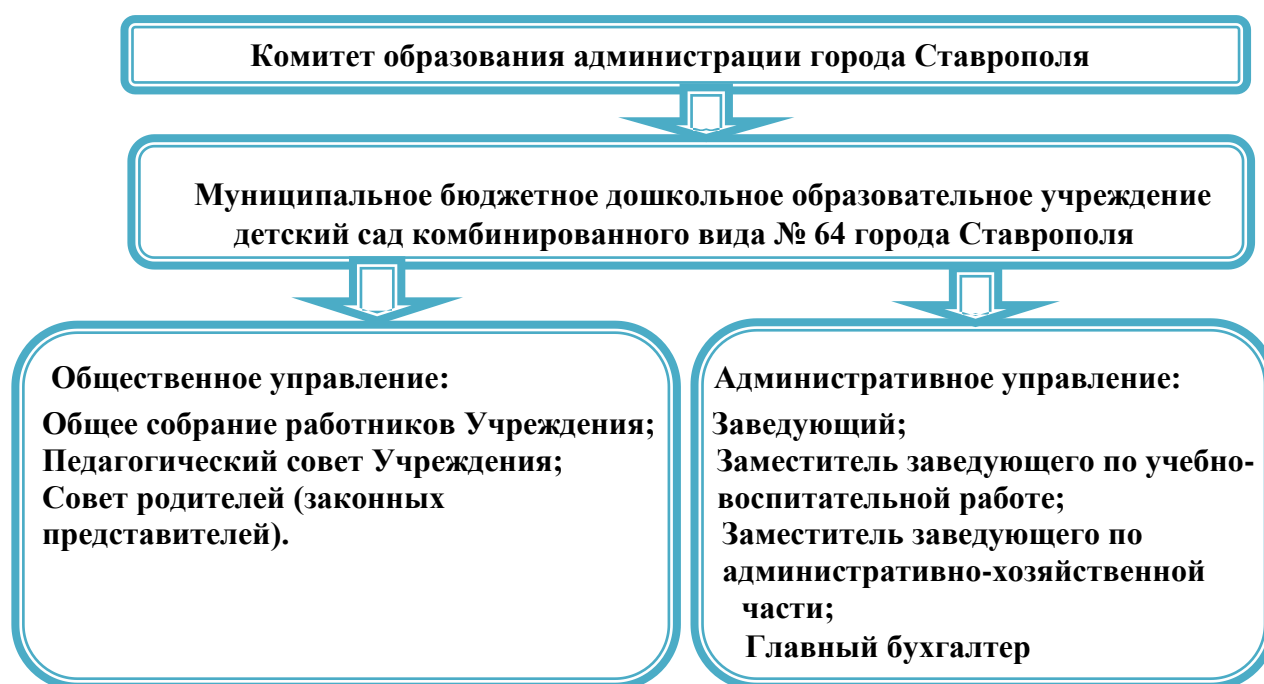 Комитет образования администрации города Ставрополя
Муниципальное бюджетное дошкольное образовательное учреждение
детский сад комбинированного вида № 64 города Ставрополя
Общественное управление:
Общее собрание работников Учреждения;
Педагогический совет Учреждения;
Совет родителей (законных
представителей).
Административное управление:
Заведующий;
Заместитель заведующего по учебно-
воспитательной работе;
Заместитель заведующего по
административно-хозяйственной
части;
Главный бухгалтер